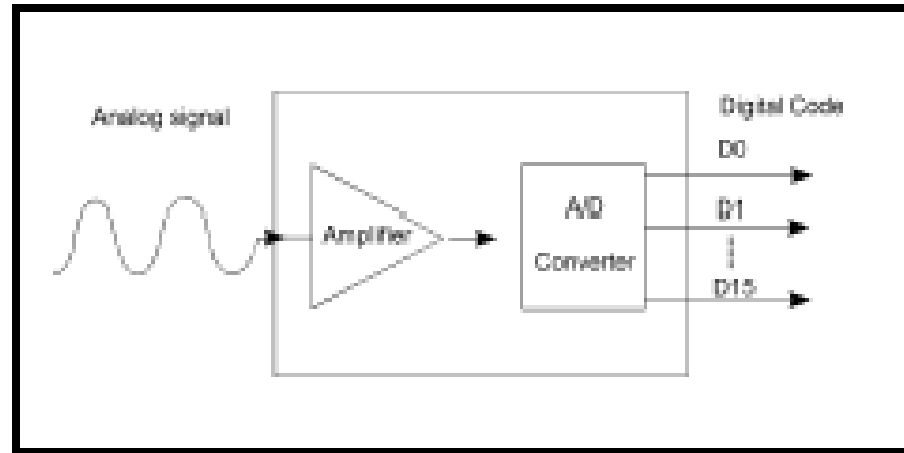 Analog signal
Digital Code
D0
Amplifier
A/D
Converter
D1
D15